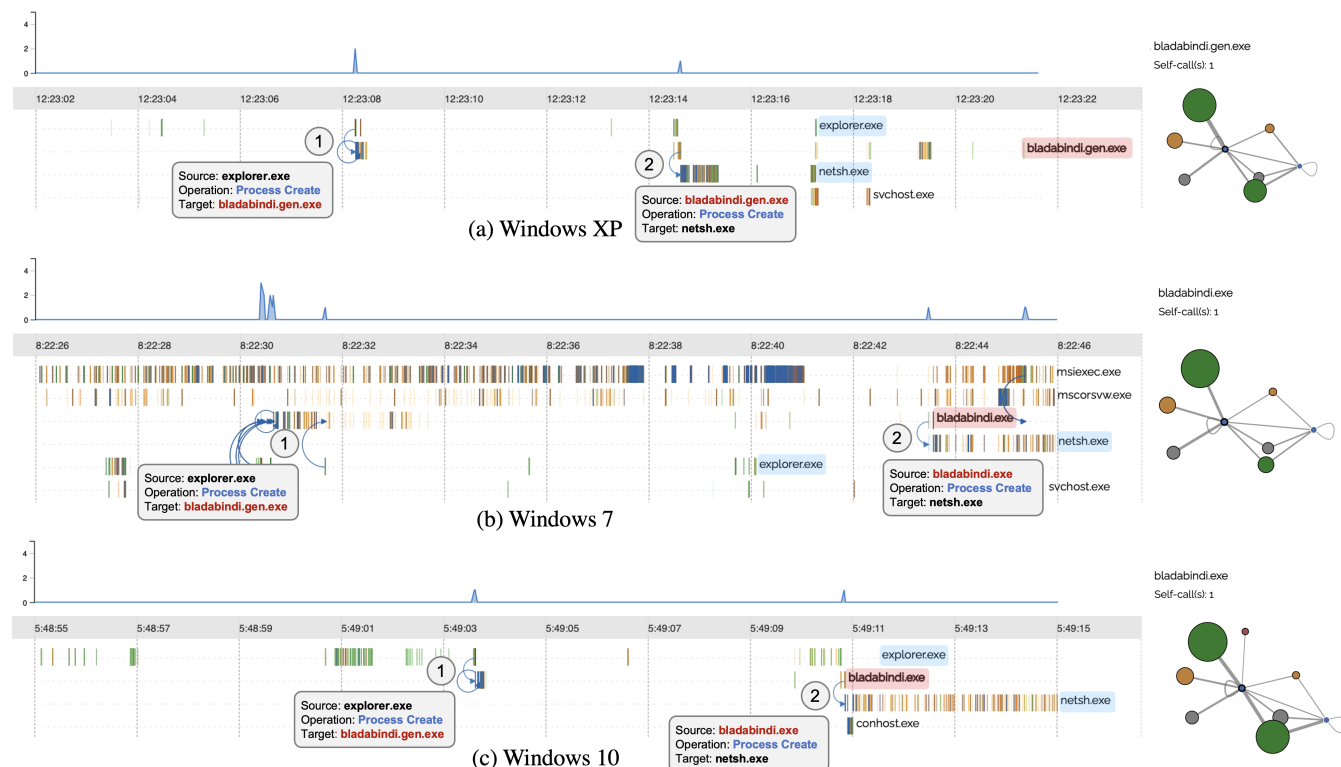 4
2
0
12:23:02 12:23:04 12:23:06 12:23:08 12:23:10 12:23:12 12:23:14 12:23:16 12:23:18 12:23:20 12:23:22
bladabindi.gen.exe
Self-call(s): 1
explorer.exe
1
bladabindi.gen.exe
2
netsh.exe
svchost.exe
Source: explorer.exe
Operation: Process Create
Target: bladabindi.gen.exe
Source: bladabindi.gen.exe
Operation: Process Create
Target: netsh.exe
(a) Windows XP
4
2
0
8:22:26 8:22:28 8:22:30 8:22:32 8:22:34 8:22:36 8:22:38 8:22:40 8:22:42 8:22:44 8:22:46
bladabindi.exe
Self-call(s): 1
msiexec.exe
mscorsvw.exe
bladabindi.exe
1
2
netsh.exe
explorer.exe
svchost.exe
Source: explorer.exe
Operation: Process Create
Target: bladabindi.gen.exe
Source: bladabindi.exe
Operation: Process Create
Target: netsh.exe
(b) Windows 7
4
2
0
5:48:55 5:48:57 5:48:59 5:49:01 5:49:03 5:49:05 5:49:07 5:49:09 5:49:11 5:49:13 5:49:15
bladabindi.exe
Self-call(s): 1
explorer.exe
1
bladabindi.exe
2
netsh.exe
conhost.exe
Source: explorer.exe
Operation: Process Create
Target: bladabindi.gen.exe
Source: bladabindi.exe
Operation: Process Create
Target: netsh.exe
(c) Windows 10